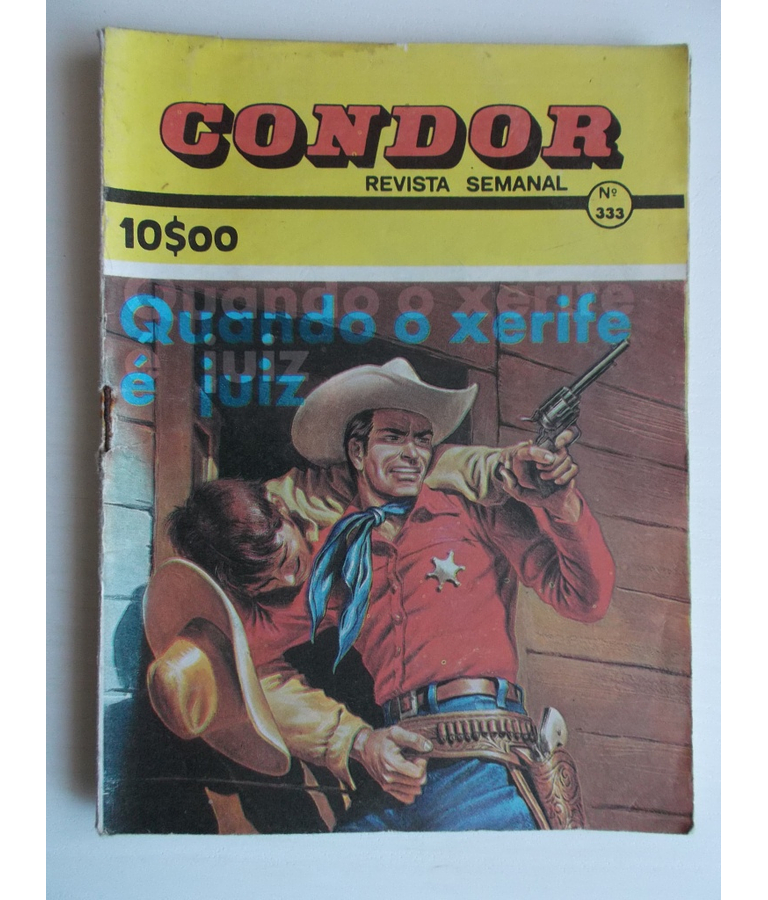 CONDOR
REVISTA SEMANAL
Nº
333
10$00
Quando o xerife
é juiz